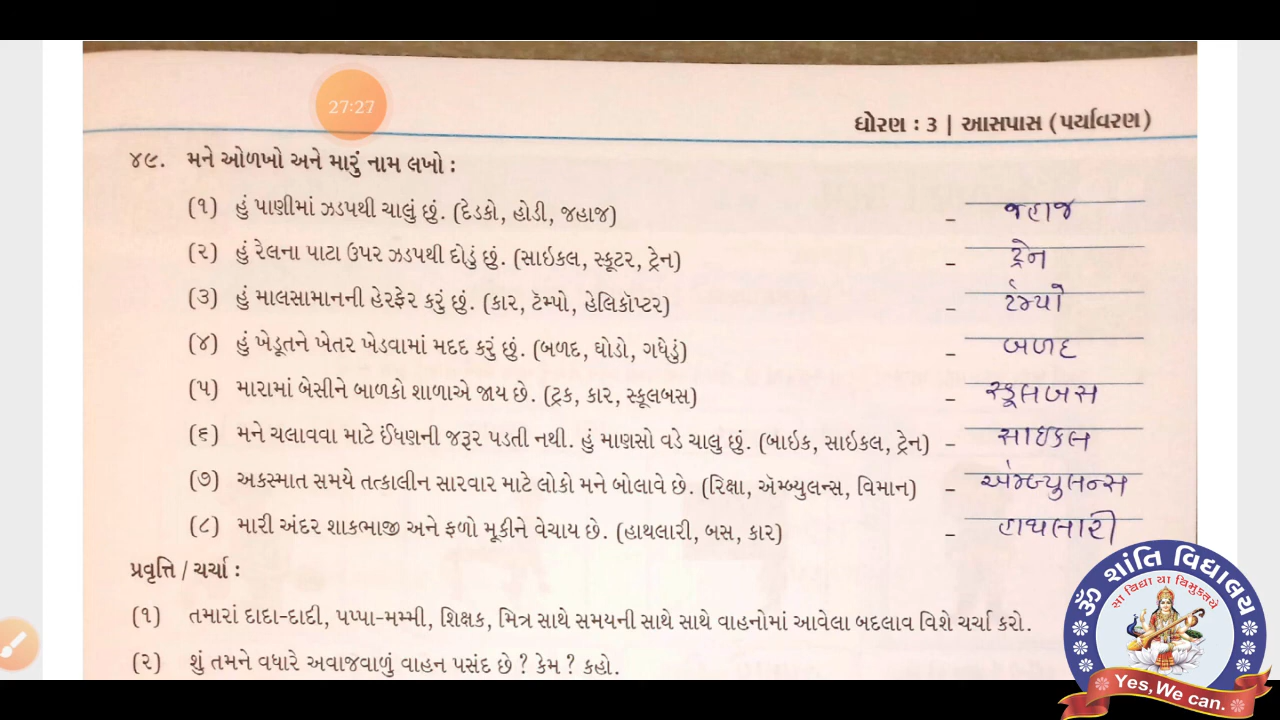 27:27
ધોરણ : 3 | આસપાસ (પર્યાવરણ)
૪૯. મને ઓળખો અને મારું નામ લખો :
(૧) હું પાણીમાં ઝડપથી ચાલું છું. (દેડકો, હોડી, જહાજ) – જહાજ
(૨) હું રેલના પાટા ઉપર ઝડપથી દોડું છું. (સાઇકલ, સ્કૂટર, ટ્રેન) – ટ્રેન
(૩) હું માલસામાનની હેરફેર કરું છું. (કાર, ટૅમ્પો, હેલિકૉપ્ટર) – ટૅમ્પો
(૪) હું ખેડૂતને ખેતર ખેડવામાં મદદ કરું છું. (બળદ, ઘોડો, ગધેડું) – બળદ
(૫) મારામાં બેસીને બાળકો શાળાએ જાય છે. (ટ્રક, કાર, સ્કૂલબસ) – સ્કૂલબસ
(૬) મને ચલાવવા માટે ઈંધણની જરૂર પડતી નથી. હું માણસો વડે ચાલુ છું. (બાઇક, સાઇકલ, ટ્રેન) – સાઇકલ
(૭) અકસ્માત સમયે તત્કાલીન સારવાર માટે લોકો મને બોલાવે છે. (રિક્ષા, ઍમ્બ્યુલન્સ, વિમાન) – ઍમ્બ્યુલન્સ
(૮) મારી અંદર શાકભાજી અને ફળો મૂકીને વેચાય છે. (હાથલારી, બસ, કાર) – હાથલારી
પ્રવૃત્તિ / ચર્ચા :
(૧) તમારાં દાદા-દાદી, પપ્પા-મમ્મી, શિક્ષક, મિત્ર સાથે સમયની સાથે સાથે વાહનોમાં આવેલા બદલાવ વિશે ચર્ચા કરો.
(૨) શું તમને વધારે અવાજવાળું વાહન પસંદ છે ? કેમ ? કહો.
ૐ શાંતિ વિદ્યાલય
સા વિદ્યા યા વિમુક્તયે
Yes, We can.